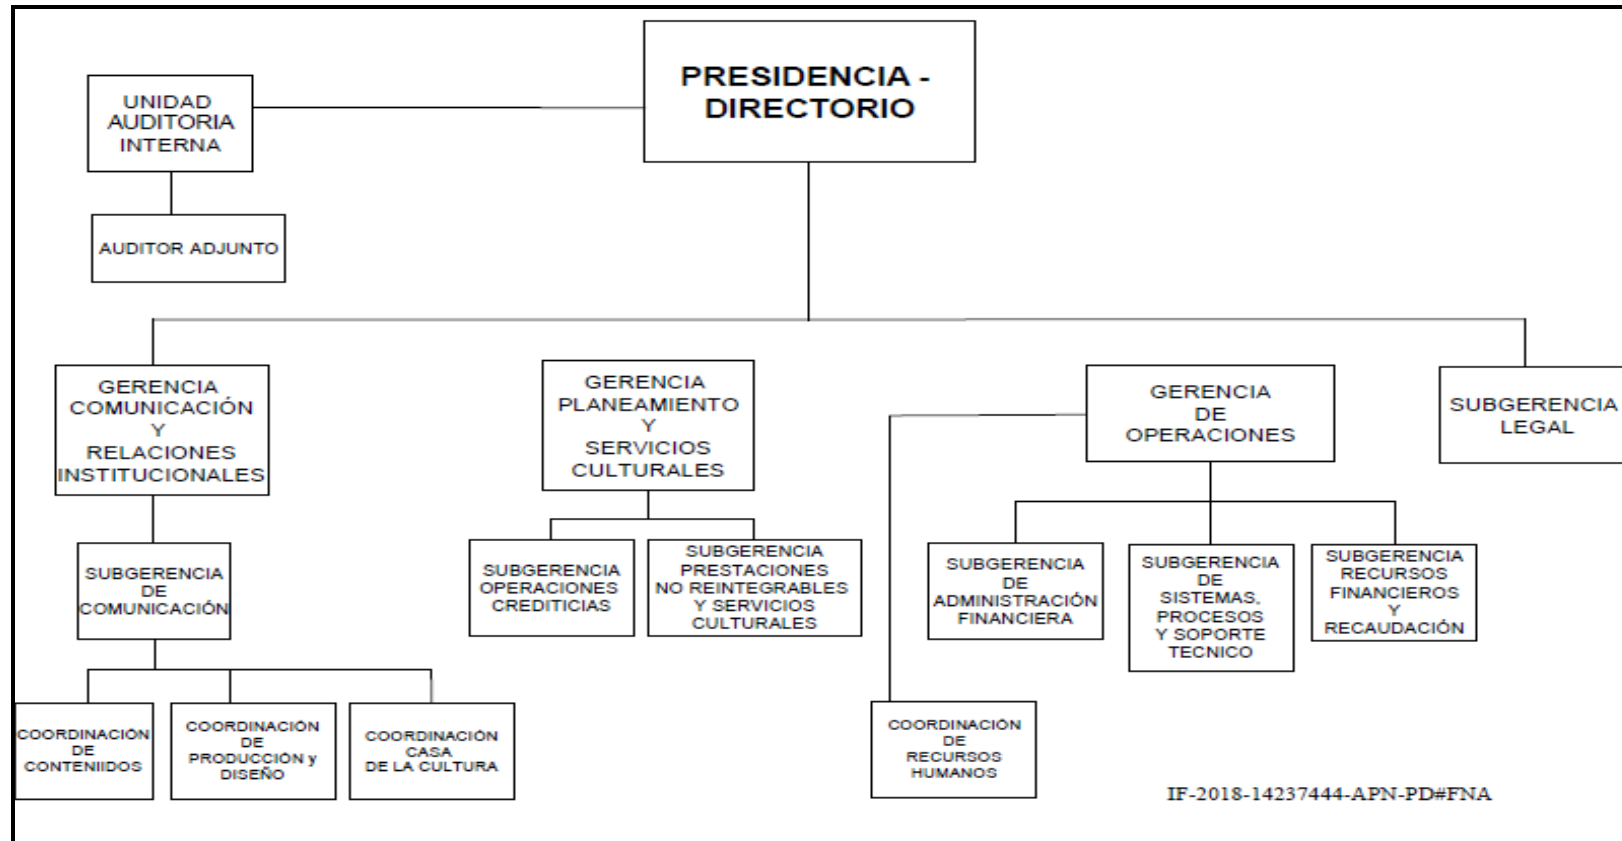 PRESIDENCIA -
DIRECTORIO
UNIDAD
AUDITORIA
INTERNA
AUDITOR ADJUNTO
GERENCIA
COMUNICACIÓN
Y
RELACIONES
INSTITUCIONALES
GERENCIA
PLANEAMIENTO
Y
SERVICIOS
CULTURALES
GERENCIA
DE
OPERACIONES
SUBGERENCIA
LEGAL
SUBGERENCIA
DE
COMUNICACIÓN
SUBGERENCIA
OPERACIONES
CREDITICIAS
SUBGERENCIA
PRESTACIONES
NO REINTEGRABLES
Y SERVICIOS
CULTURALES
SUBGERENCIA
DE
ADMINISTRACIÓN
FINANCIERA
SUBGERENCIA
DE
SISTEMAS,
PROCESOS
Y SOPORTE
TECNICO
SUBGERENCIA
RECURSOS
FINANCIEROS
Y
RECAUDACIÓN
COORDINACIÓN
DE
CONTENIIDOS
COORDINACIÓN
DE
PRODUCCIÓN y
DISEÑO
COORDINACIÓN
CASA
DE LA CULTURA
COORDINACIÓN
DE
RECURSOS
HUMANOS
IF-2018-14237444-APN-PD#FNA